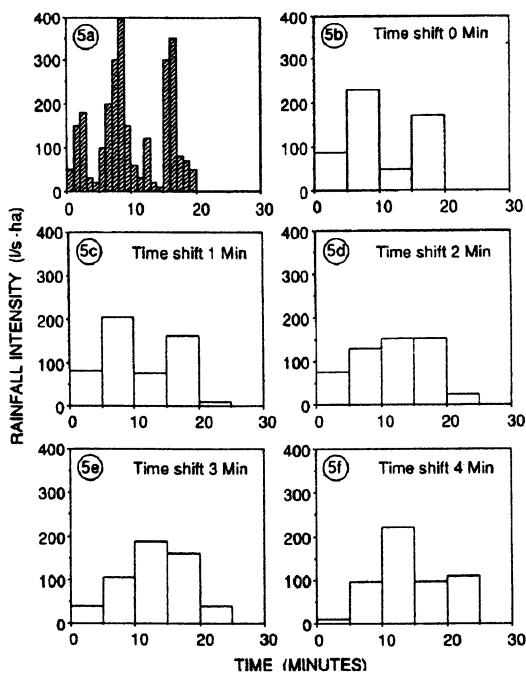 5a
400
300
200
100
0
0 10 20 30
5b Time shift 0 Min
400
300
200
100
0
0 10 20 30
5c Time shift 1 Min
400
300
200
100
0
0 10 20 30
5d Time shift 2 Min
400
300
200
100
0
0 10 20 30
5e Time shift 3 Min
400
300
200
100
0
0 10 20 30
5f Time shift 4 Min
400
300
200
100
0
0 10 20 30
RAINFALL INTENSITY (l/s-ha)
TIME (MINUTES)